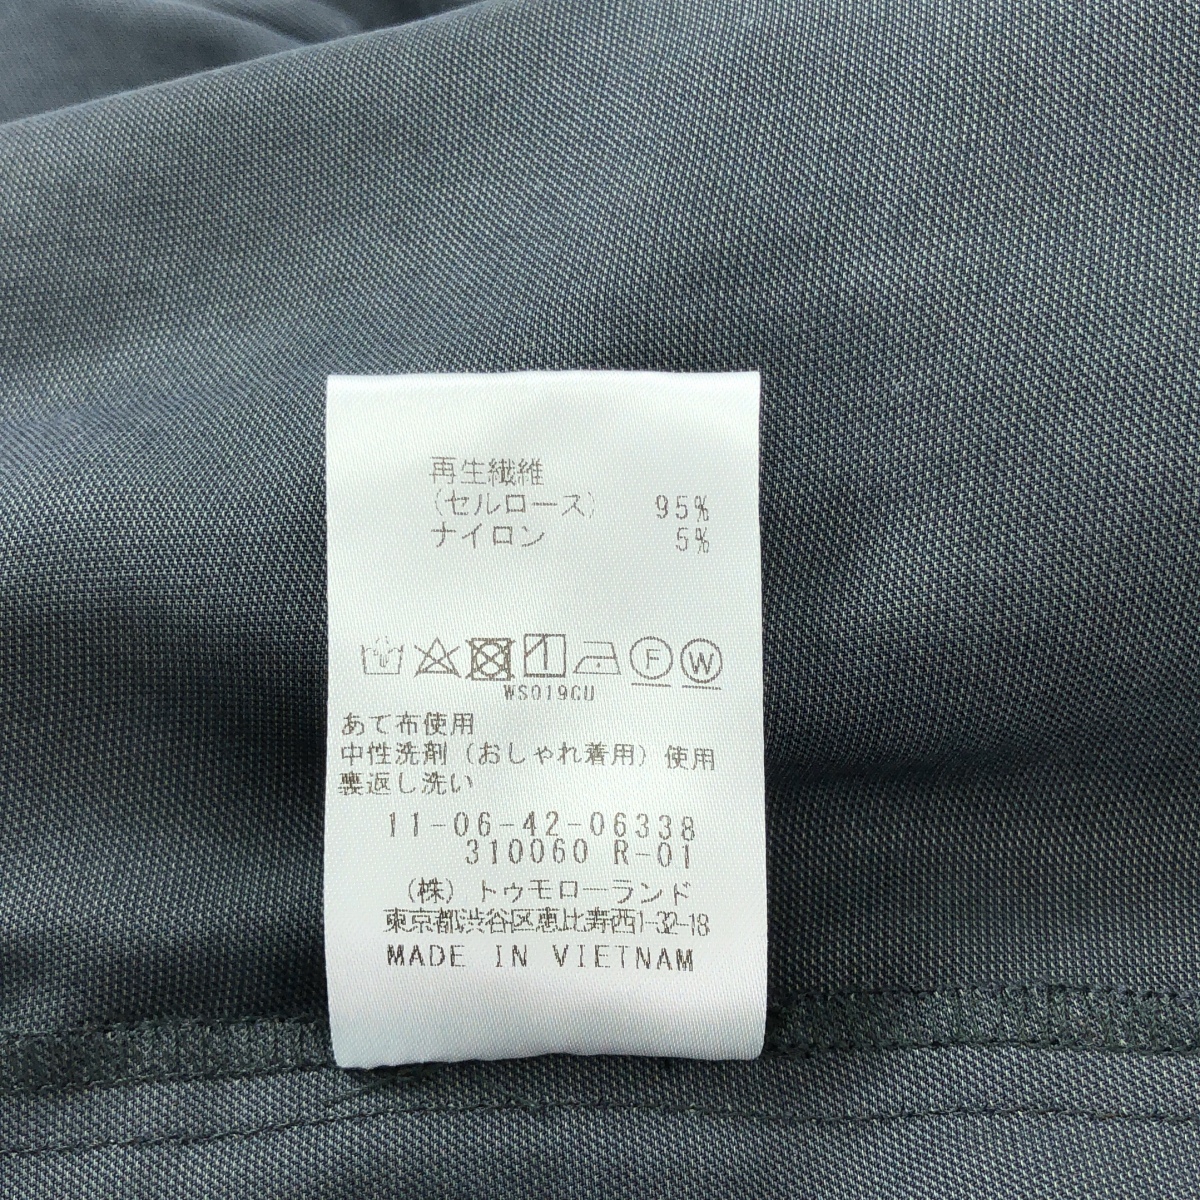 再生繊維
(セルロース) 95%
ナイロン 5%
F W
WS019CU
あて布使用
中性洗剤(おしゃれ着用)使用
裏返し洗い
11-06-42-06338
310060 R-01
(株)トゥモローランド
東京都渋谷区恵比寿西1-32-18
MADE IN VIETNAM